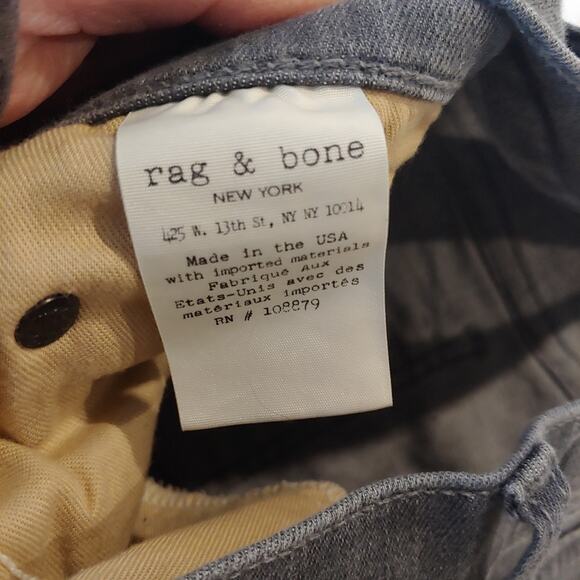 rag & bone
NEW YORK
425 W. 13th St, NY NY 10014
Made in the USA
with imported materials
Fabriqué Aux
Etats-Unis avec des
matériaux importés
RN # 108879